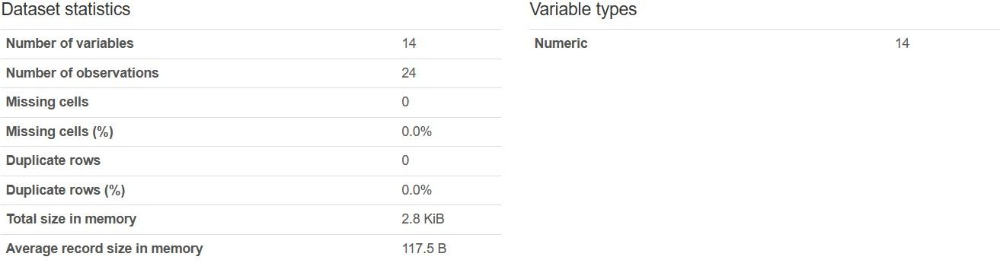 Dataset statistics
Number of variables 14
Number of observations 24
Missing cells 0
Missing cells (%) 0.0%
Duplicate rows 0
Duplicate rows (%) 0.0%
Total size in memory 2.8 KiB
Average record size in memory 117.5 B
Variable types
Numeric 14